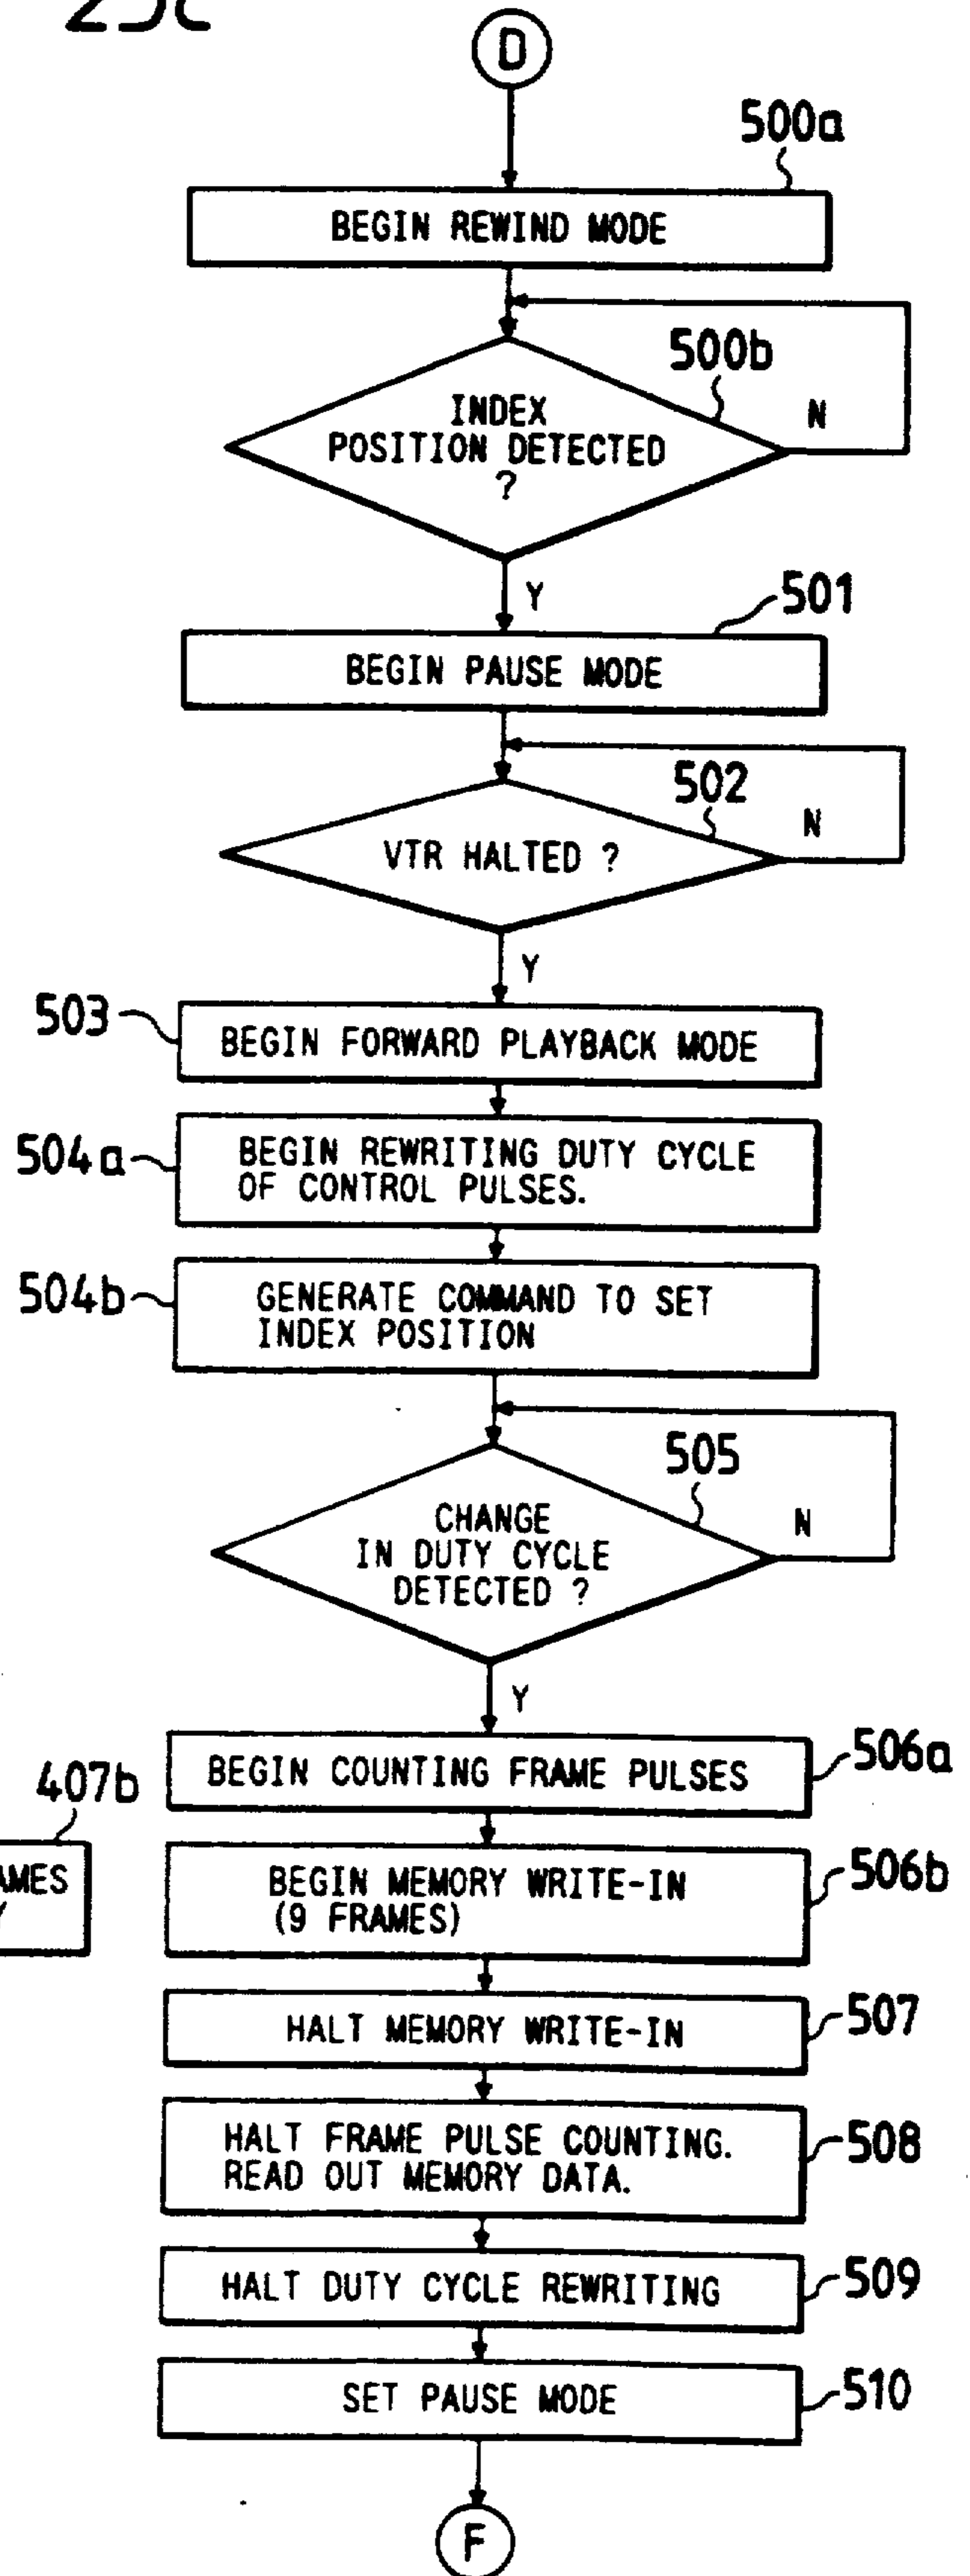 D
500a
BEGIN REWIND MODE
500b
INDEX
POSITION DETECTED
?
N
Y
501
BEGIN PAUSE MODE
502
VTR HALTED ?
N
Y
503
BEGIN FORWARD PLAYBACK MODE
504a
BEGIN REWRITING DUTY CYCLE
OF CONTROL PULSES.
504b
GENERATE COMMAND TO SET
INDEX POSITION
505
CHANGE
IN DUTY CYCLE
DETECTED ?
N
Y
BEGIN COUNTING FRAME PULSES
506a
407b
AMES
BEGIN MEMORY WRITE-IN
(9 FRAMES)
506b
HALT MEMORY WRITE-IN
507
HALT FRAME PULSE COUNTING.
READ OUT MEMORY DATA.
508
HALT DUTY CYCLE REWRITING
509
SET PAUSE MODE
510
F